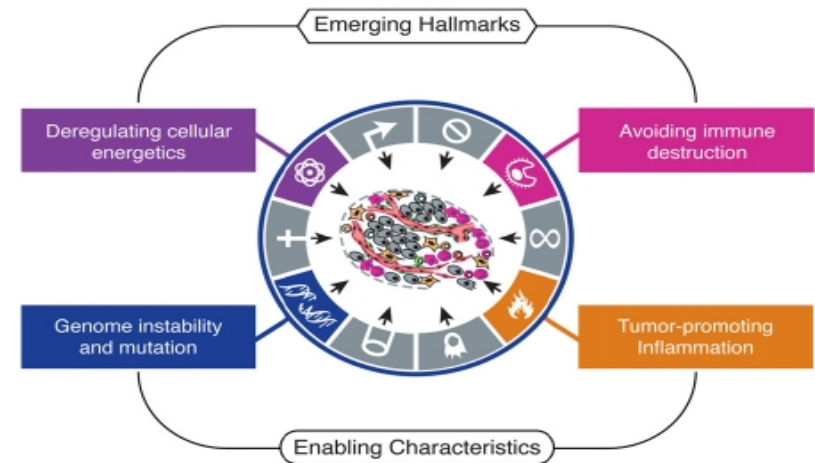 Emerging Hallmarks
Deregulating cellular
energetics
Avoiding immune
destruction
Genome instability
and mutation
Tumor-promoting
Inflammation
Enabling Characteristics